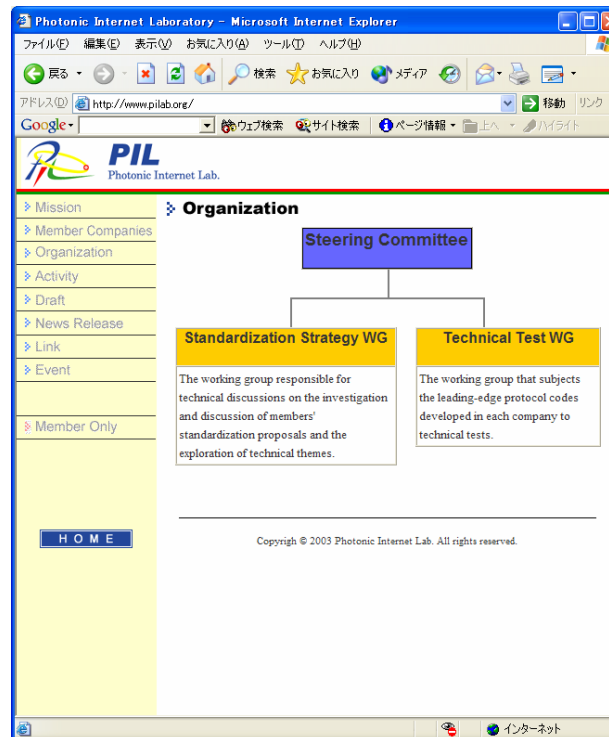 Photonic Internet Laboratory - Microsoft Internet Explorer
ファイル(F) 編集(E) 表示(V) お気に入り(A) ツール(T) ヘルプ(H)
戻る 検索 お気に入り メディア
アドレス(D) http://www.pilab.org/ 移動 リンク
Google ウェブ検索 サイト検索 ページ情報 上へ ハイライト
PIL
Photonic Internet Lab.
Mission
Member Companies
Organization
Activity
Draft
News Release
Link
Event
Member Only
HOME
Organization
Steering Committee
Standardization Strategy WG
The working group responsible for
technical discussions on the investigation
and discussion of members'
standardization proposals and the
exploration of technical themes.
Technical Test WG
The working group that subjects
the leading-edge protocol codes
developed in each company to
technical tests.
Copyrigh © 2003 Photonic Internet Lab. All rights reserved.
インターネット